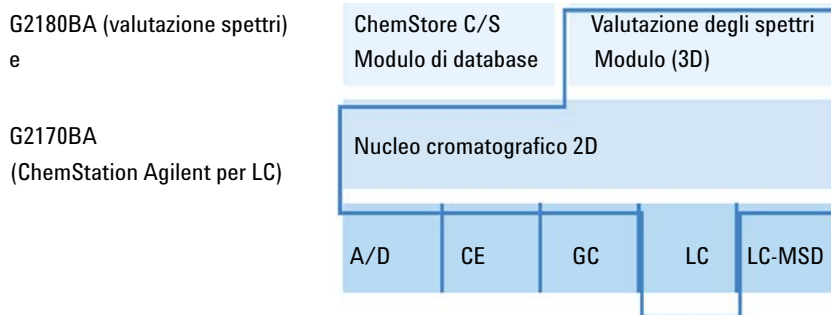 G2180BA (valutazione spettri)
e
G2170BA
(ChemStation Agilent per LC)
ChemStore C/S
Modulo di database
Valutazione degli spettri
Modulo (3D)
Nucleo cromatografico 2D
A/D
CE
GC
LC
LC-MSD